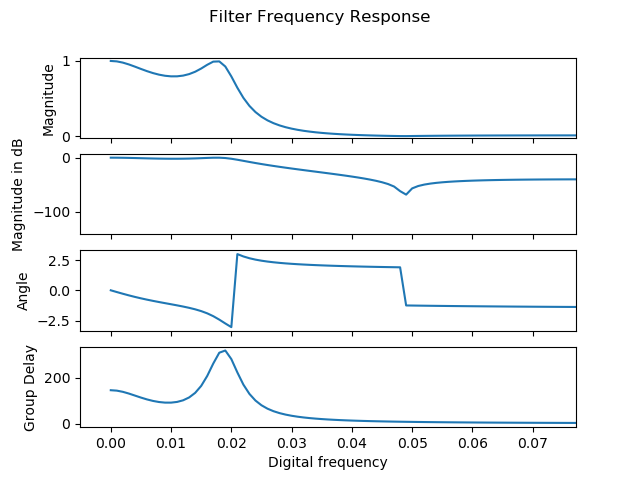 Filter Frequency Response
Magnitude
1
0
Magnitude in dB
0
−100
Angle
2.5
0.0
−2.5
Group Delay
200
0
0.00 0.01 0.02 0.03 0.04 0.05 0.06 0.07
Digital frequency